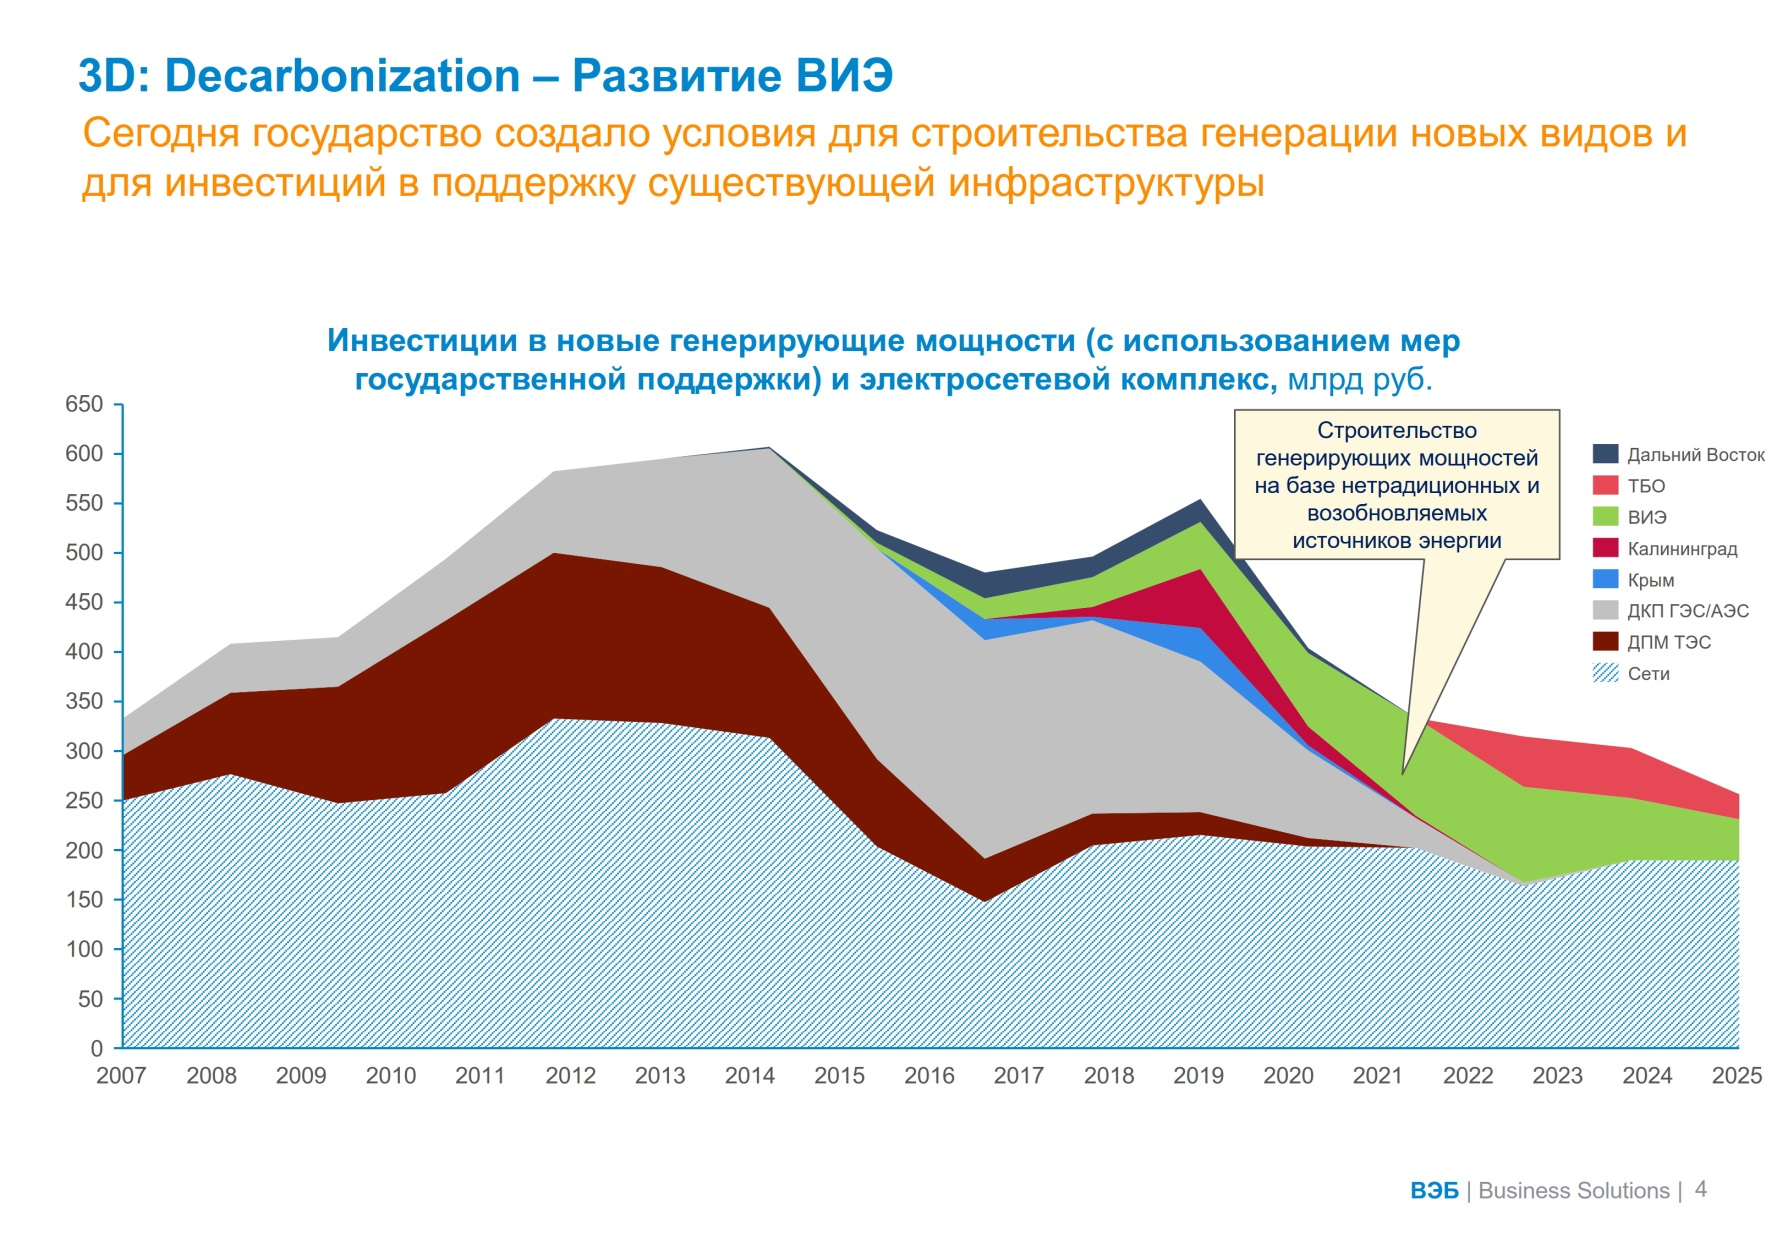 3D: Decarbonization – Развитие ВИЭ
Сегодня государство создало условия для строительства генерации новых видов и
для инвестиций в поддержку существующей инфраструктуры
Инвестиции в новые генерирующие мощности (с использованием мер
государственной поддержки) и электросетевой комплекс, млрд руб.
650
600
550
500
450
400
350
300
250
200
150
100
50
0
Строительство
генерирующих мощностей
на базе нетрадиционных и
возобновляемых
источников энергии
Дальний Восток
ТБО
ВИЭ
Калининград
Крым
ДКП ГЭС/АЭС
ДПМ ТЭС
Сети
2007 2008 2009 2010 2011 2012 2013 2014 2015 2016 2017 2018 2019 2020 2021 2022 2023 2024 2025
ВЭБ | Business Solutions | 4